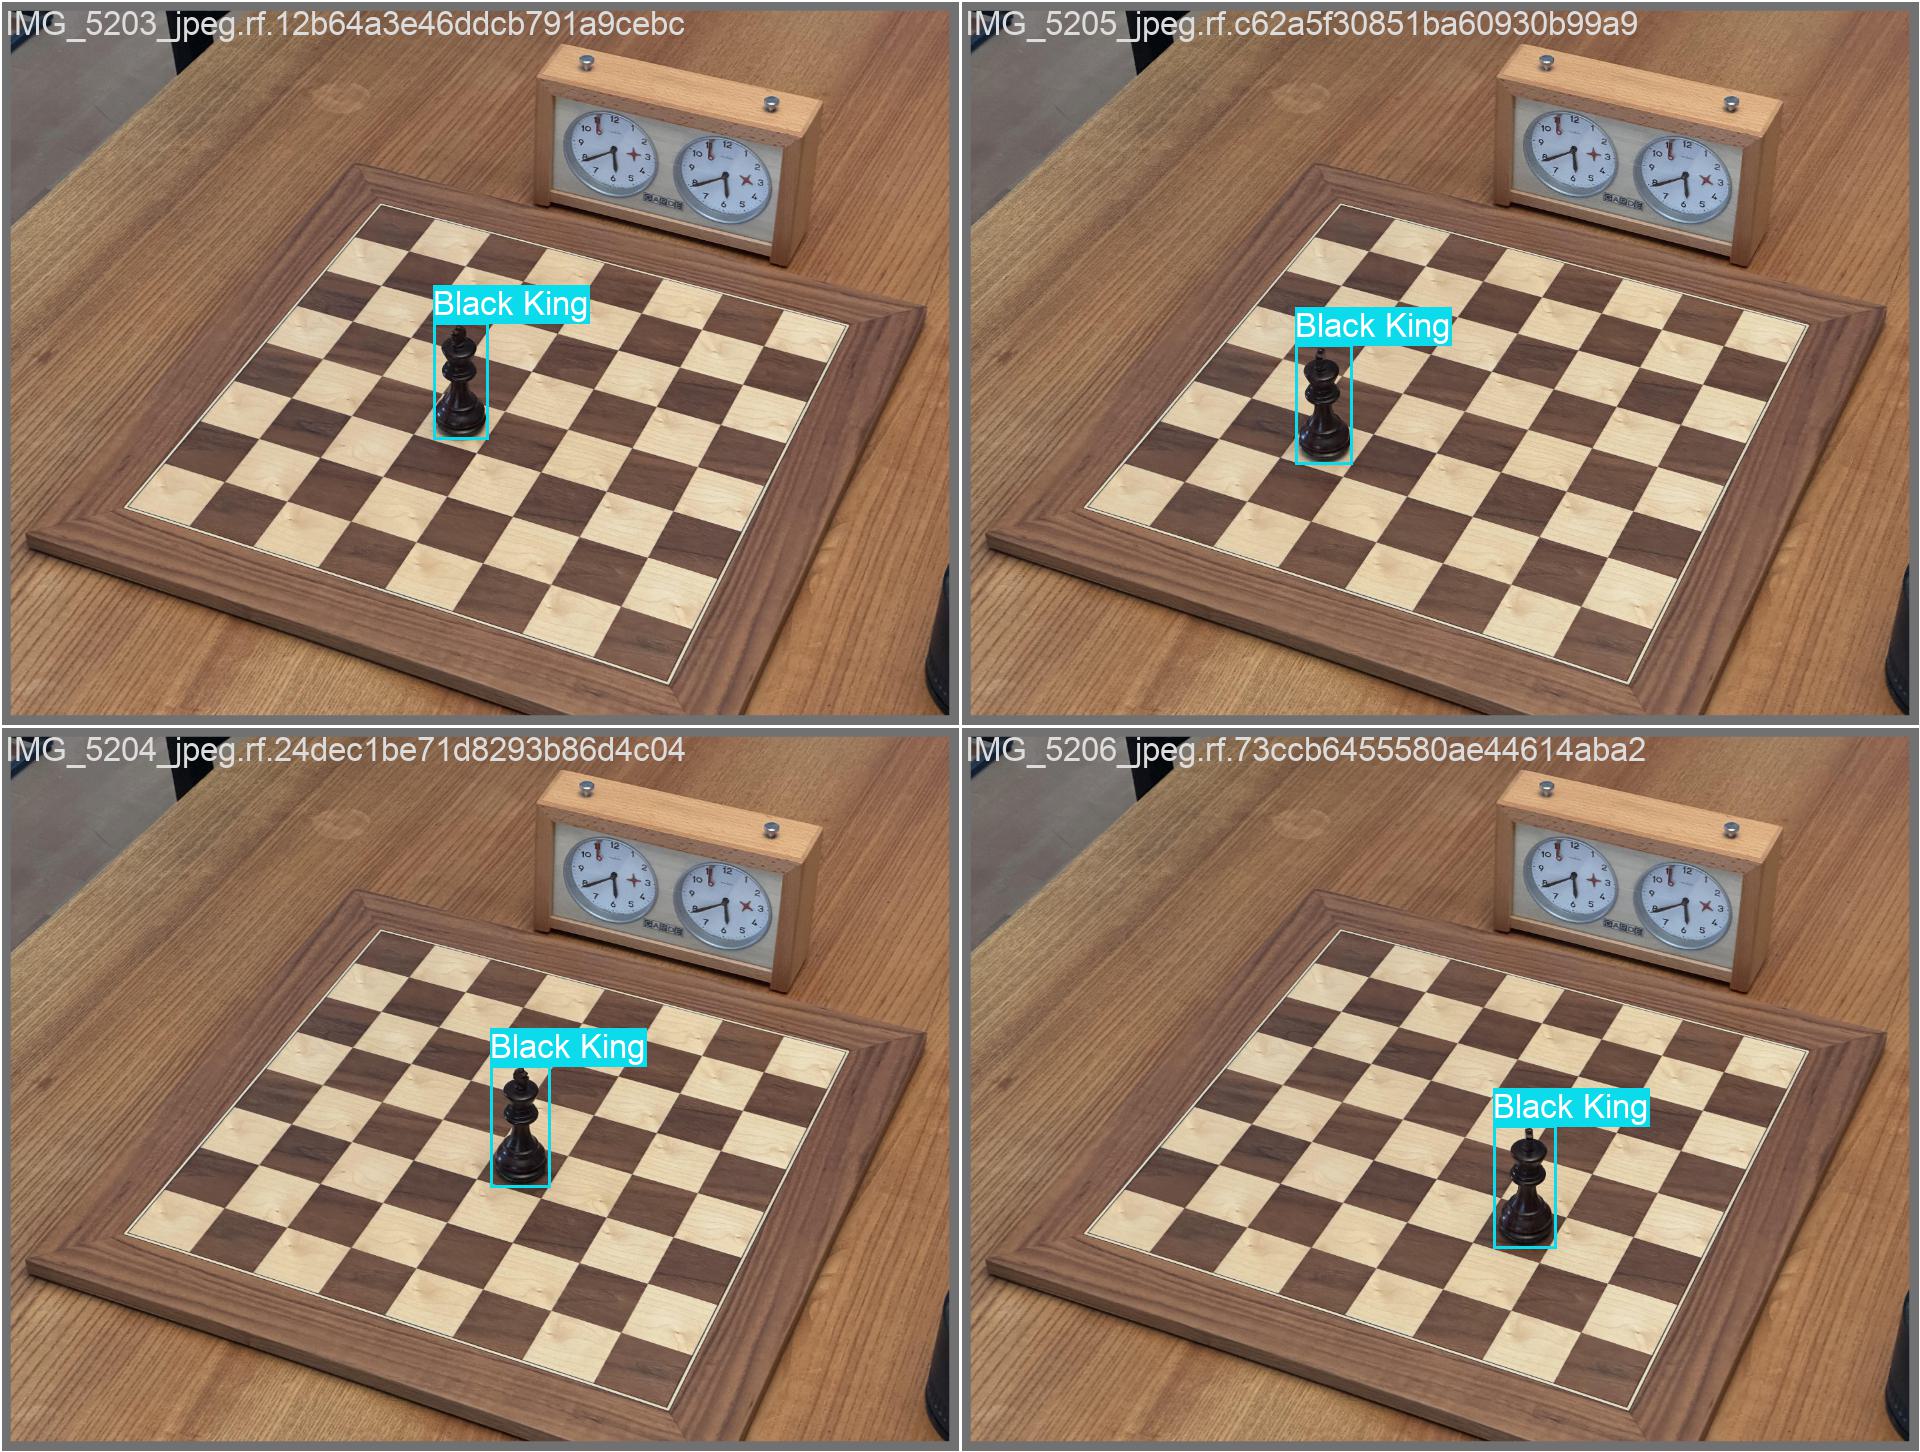 IMG_5203_jpeg.rf.12b64a3e46ddcb791a9cebc
Black King
IMG_5205_jpeg.rf.c62a5f30851ba60930b99a9
Black King
IMG_5204_jpeg.rf.24dec1be71d8293b86d4c04
Black King
IMG_5206_jpeg.rf.73ccb6455580ae44614aba2
Black King